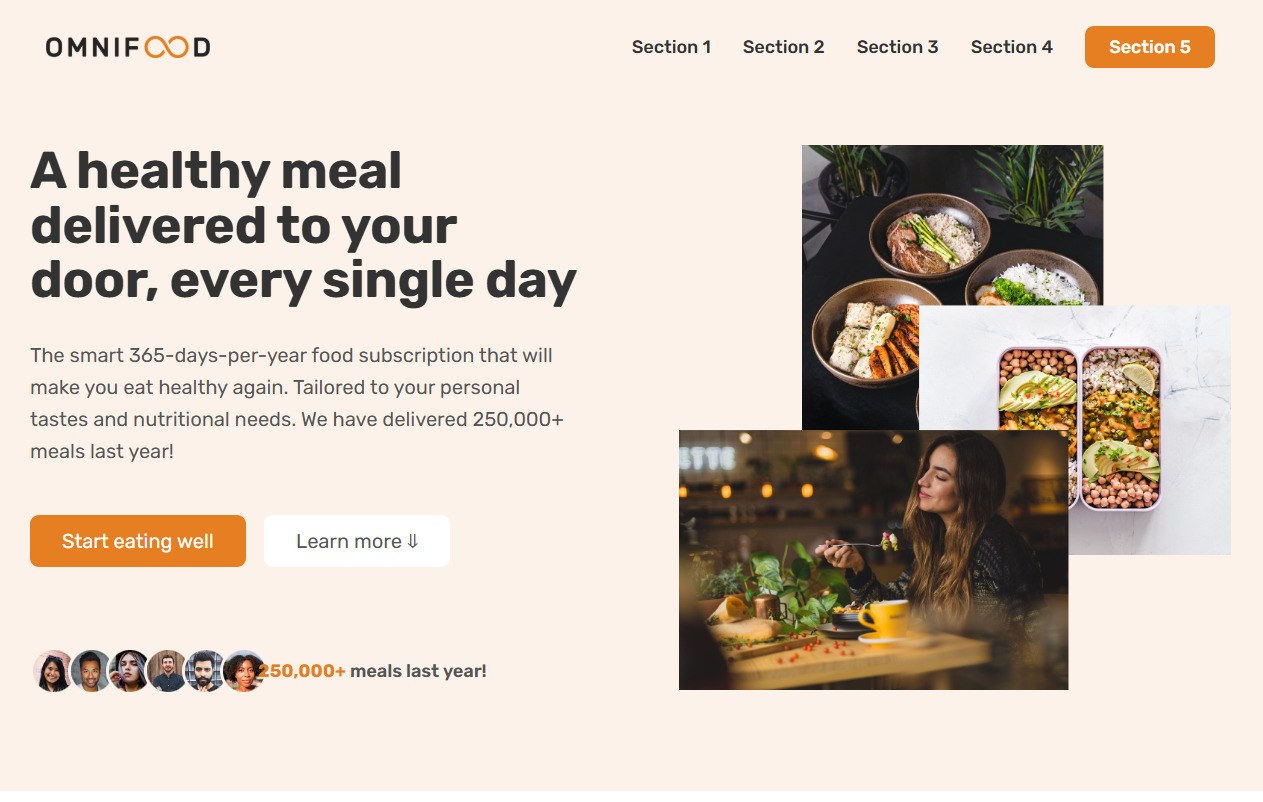 OMNIFOOD
Section 1 Section 2 Section 3 Section 4 Section 5
A healthy meal
delivered to your
door, every single day
The smart 365-days-per-year food subscription that will
make you eat healthy again. Tailored to your personal
tastes and nutritional needs. We have delivered 250,000+
meals last year!
Start eating well
Learn more ⇓
250,000+ meals last year!